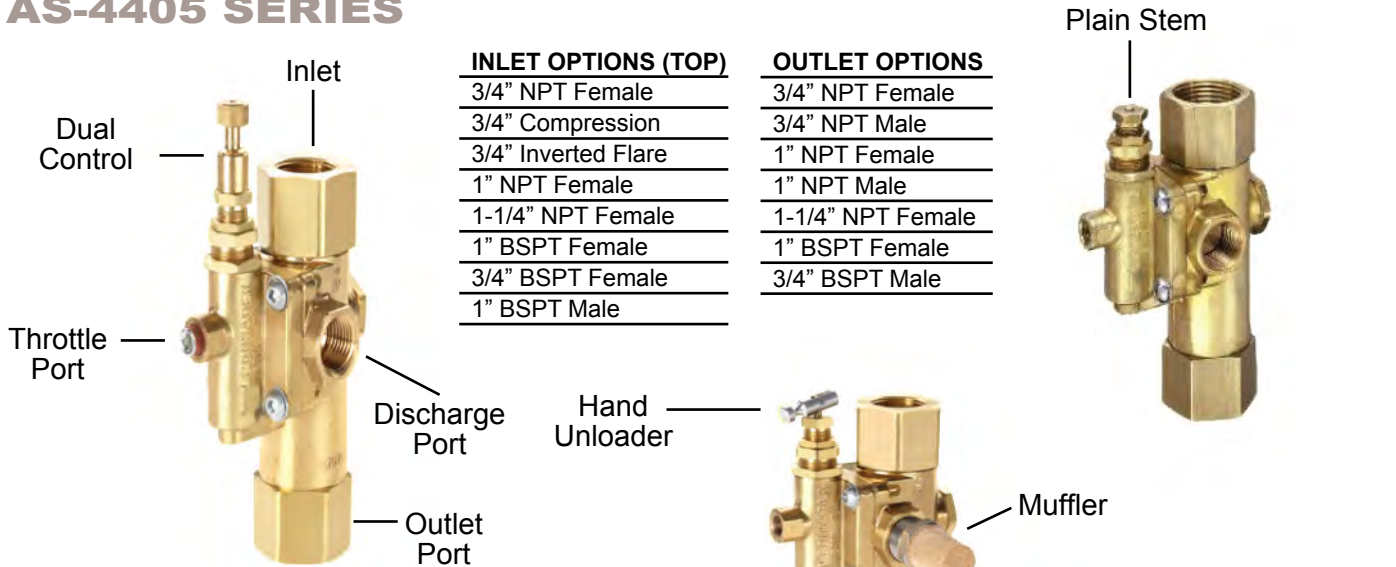 AS-4405 SERIES
Inlet
Dual
Control
Throttle
Port
Discharge
Port
Outlet
Port
INLET OPTIONS (TOP)
3/4” NPT Female
3/4” Compression
3/4” Inverted Flare
1” NPT Female
1-1/4” NPT Female
1” BSPT Female
3/4” BSPT Female
1” BSPT Male
OUTLET OPTIONS
3/4” NPT Female
3/4” NPT Male
1” NPT Female
1” NPT Male
1-1/4” NPT Female
1” BSPT Female
3/4” BSPT Male
Plain Stem
Hand
Unloader
Muffler